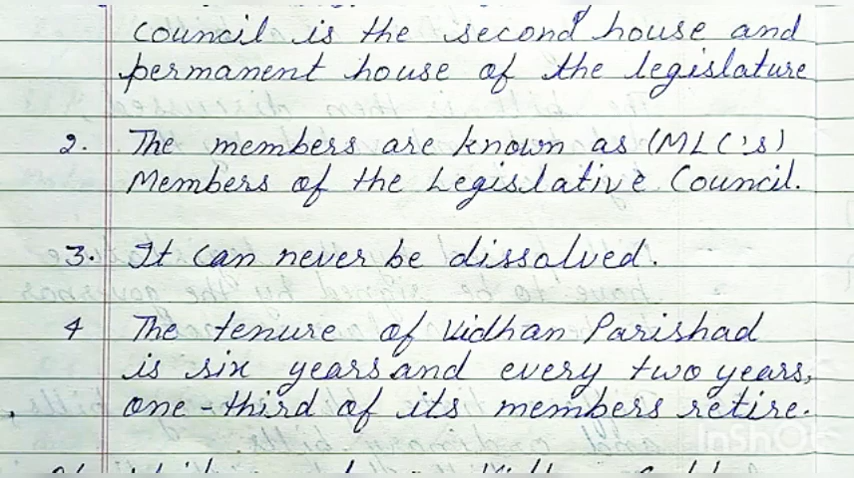 Council is the second house and
permanent house of the legislature
2. The members are known as (MLC's)
Members of the Legislative Council.
3. It can never be dissolved.
4 The tenure of Vidhan Parishad
is six years and every two years,
one-third of its members retire.
InShOt